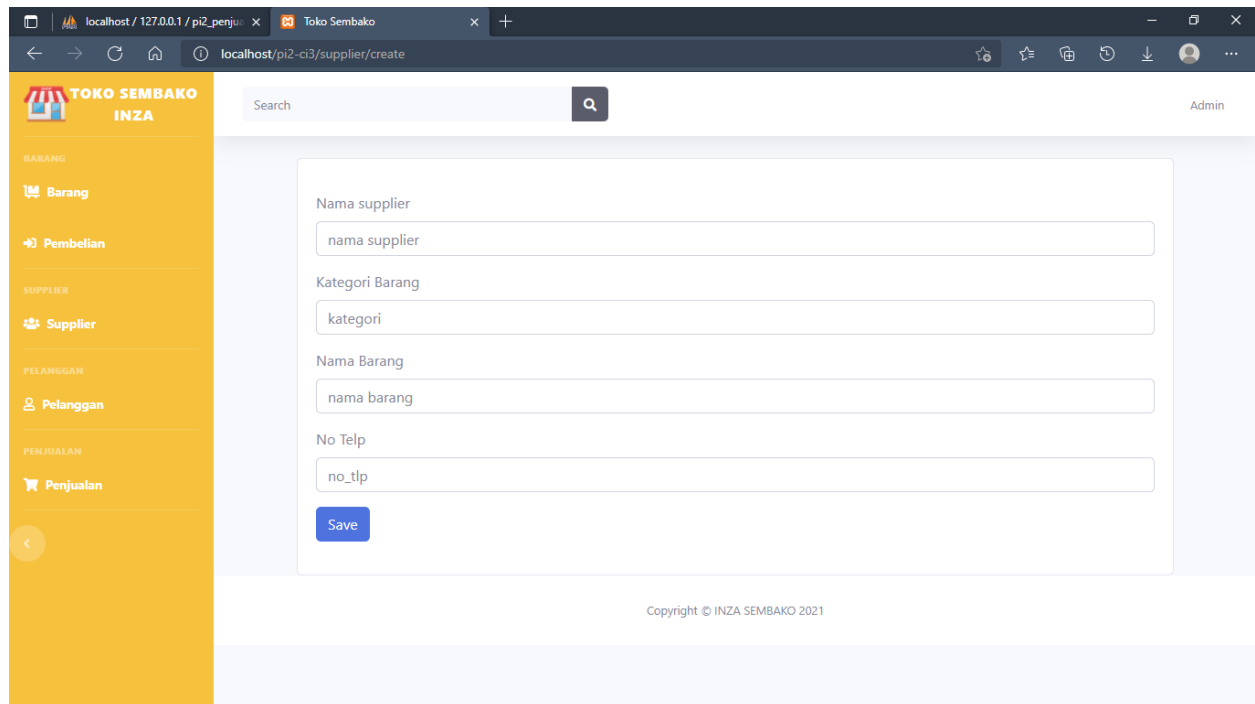 localhost / 127.0.0.1 / pi2_penjua
Toko Sembako
localhost/pi2-ci3/supplier/create
TOKO SEMBAKO
INZA
Search
Admin
BARANG
Barang
Pembelian
SUPPLIER
Supplier
PELANGGAN
Pelanggan
PENJUALAN
Penjualan
Nama supplier
nama supplier
Kategori Barang
kategori
Nama Barang
nama barang
No Telp
no_tlp
Save
Copyright © INZA SEMBAKO 2021